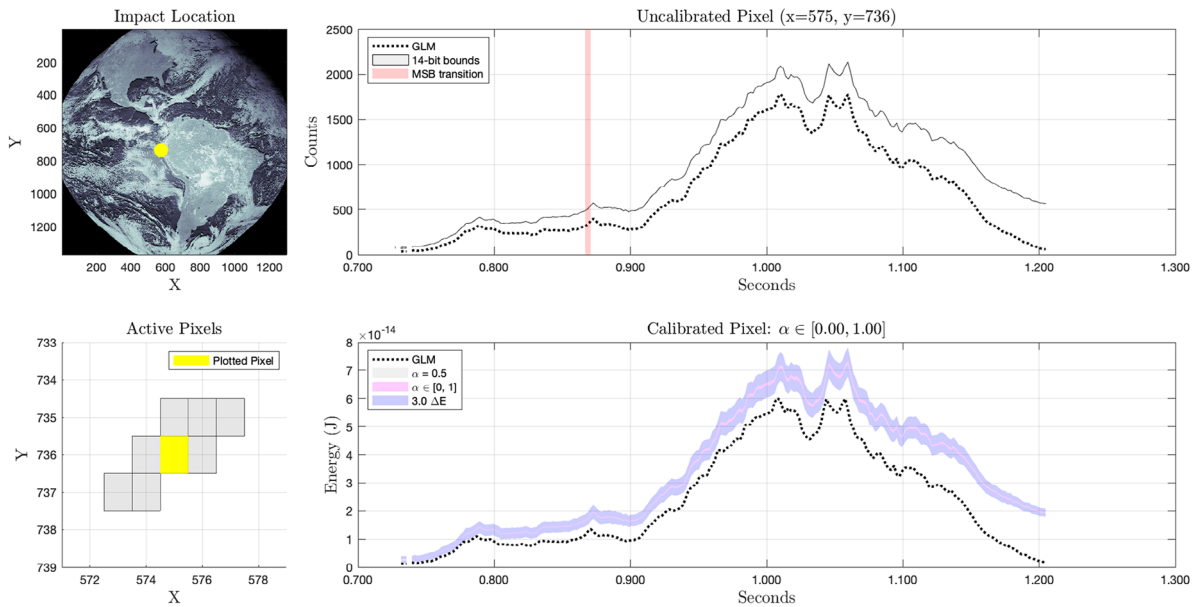 Impact Location
Y
200
400
600
800
1000
1200
200 400 600 800 1000 1200
X
Uncalibrated Pixel (x=575, y=736)
Counts
2500
2000
1500
1000
500
0
GLM
14-bit bounds
MSB transition
0.700 0.800 0.900 1.000 1.100 1.200 1.300
Seconds
Active Pixels
Y
733
734
735
736
737
738
739
Plotted Pixel
572 574 576 578
X
Calibrated Pixel: α ∈ [0.00, 1.00]
×10⁻¹⁴
Energy (J)
8
7
6
5
4
3
2
1
0
GLM
α = 0.5
α ∈ [0, 1]
3.0 ΔE
0.700 0.800 0.900 1.000 1.100 1.200 1.300
Seconds